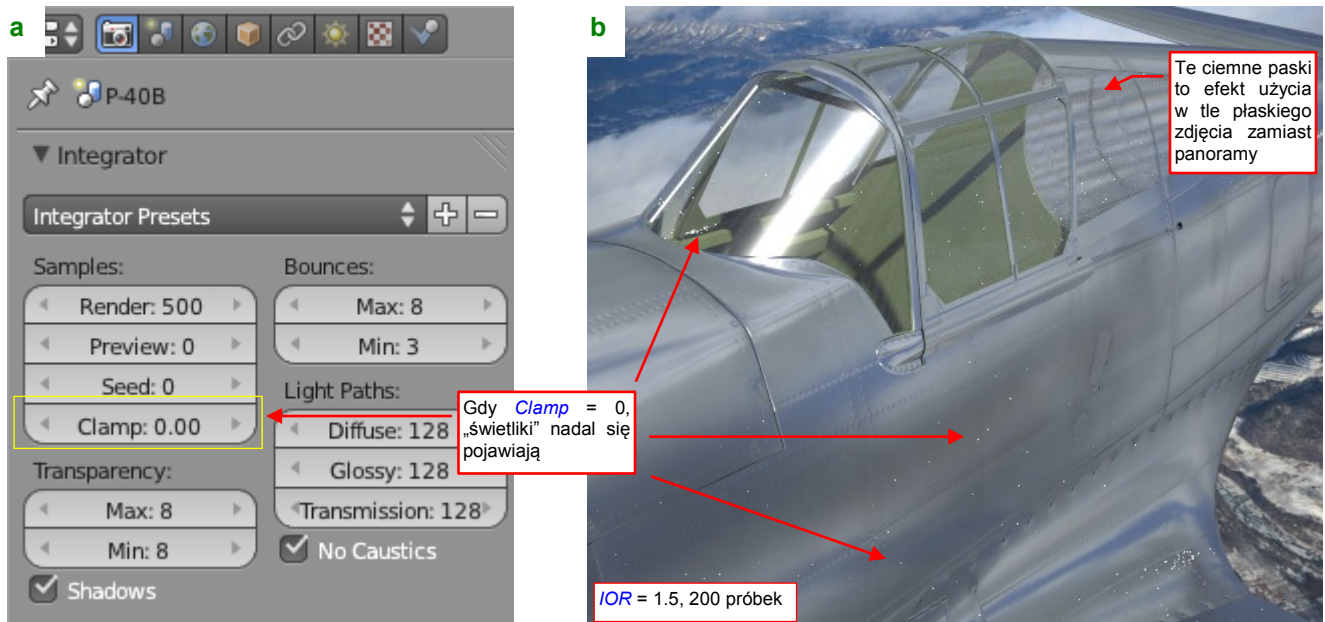 a
P-40B
Integrator
Integrator Presets
Samples:
Render: 500
Preview: 0
Seed: 0
Clamp: 0.00
Transparency:
Max: 8
Min: 8
Shadows
Bounces:
Max: 8
Min: 3
Light Paths:
Diffuse: 128
Glossy: 128
Transmission: 128
No Caustics
Gdy Clamp = 0,
„świetliki” nadal się
pojawiają
b
Te ciemne paski
to efekt użycia
w tle płaskiego
zdjęcia zamiast
panoramy
IOR = 1.5, 200 próbek